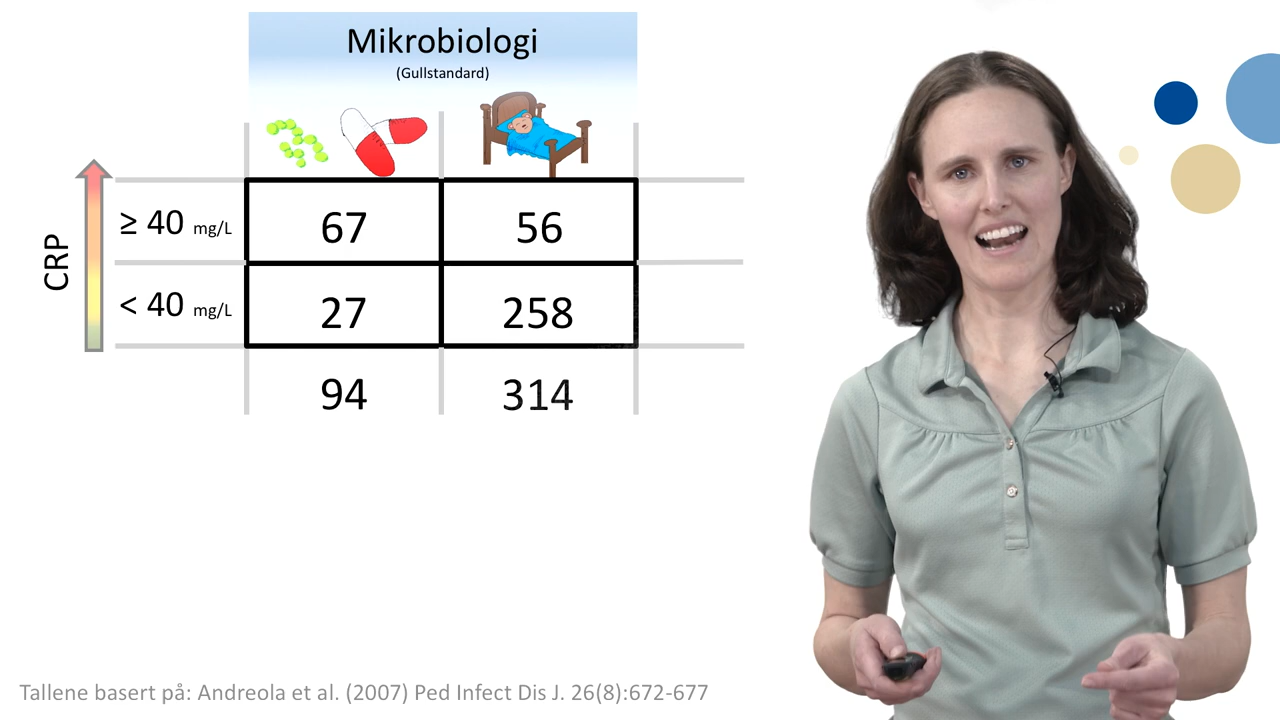 Mikrobiologi
(Gullstandard)
CRP
≥ 40 mg/L
67
56
< 40 mg/L
27
258
94
314
Tallene basert på: Andreola et al. (2007) Ped Infect Dis J. 26(8):672-677